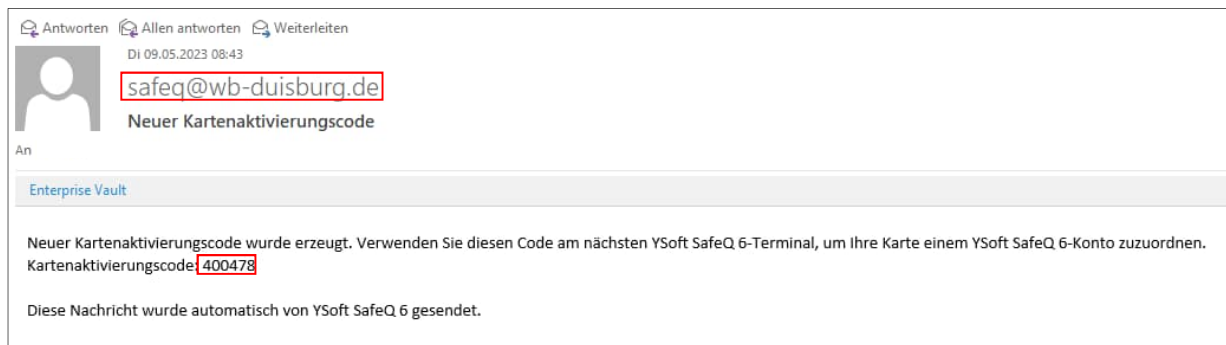 Antworten Allen antworten Weiterleiten
Di 09.05.2023 08:43
safeq@wb-duisburg.de
Neuer Kartenaktivierungscode
An
Enterprise Vault
Neuer Kartenaktivierungscode wurde erzeugt. Verwenden Sie diesen Code am nächsten YSoft SafeQ 6-Terminal, um Ihre Karte einem YSoft SafeQ 6-Konto zuzuordnen.
Kartenaktivierungscode: 400478
Diese Nachricht wurde automatisch von YSoft SafeQ 6 gesendet.